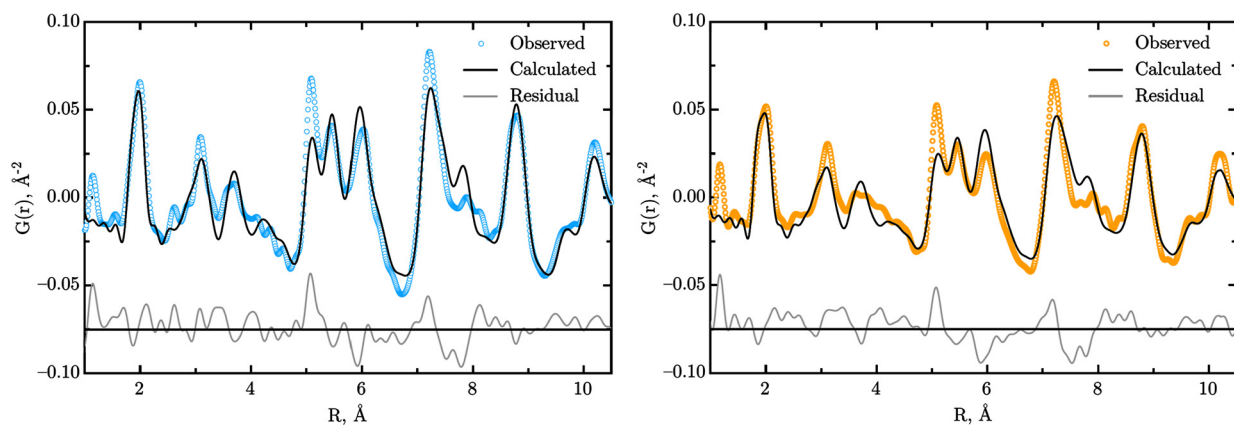 0.10
0.05
0.00
−0.05
−0.10
G(r), Å-2
Observed
Calculated
Residual
2 4 6 8 10
R, Å
0.10
0.05
0.00
−0.05
−0.10
G(r), Å-2
Observed
Calculated
Residual
2 4 6 8 10
R, Å